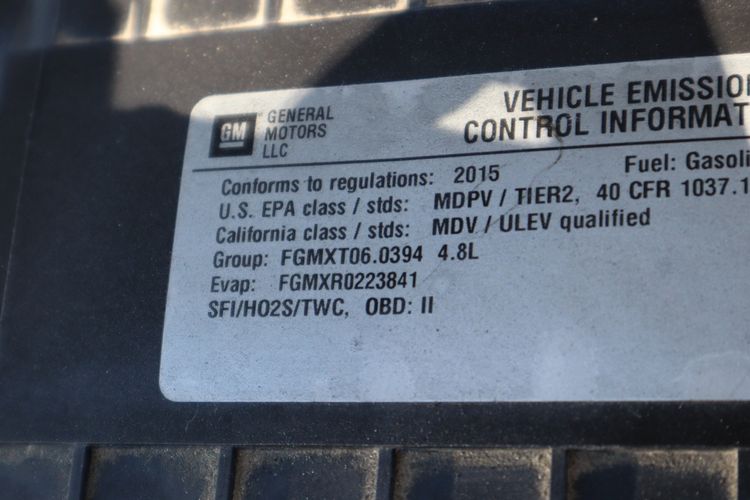 GM GENERAL MOTORS LLC
VEHICLE EMISSION
CONTROL INFORMAT
Fuel: Gasoli
Conforms to regulations: 2015
U.S. EPA class / stds: MDPV / TIER2, 40 CFR 1037.1
California class / stds: MDV / ULEV qualified
Group: FGMXT06.0394 4.8L
Evap: FGMXR0223841
SFI/HO2S/TWC, OBD: II